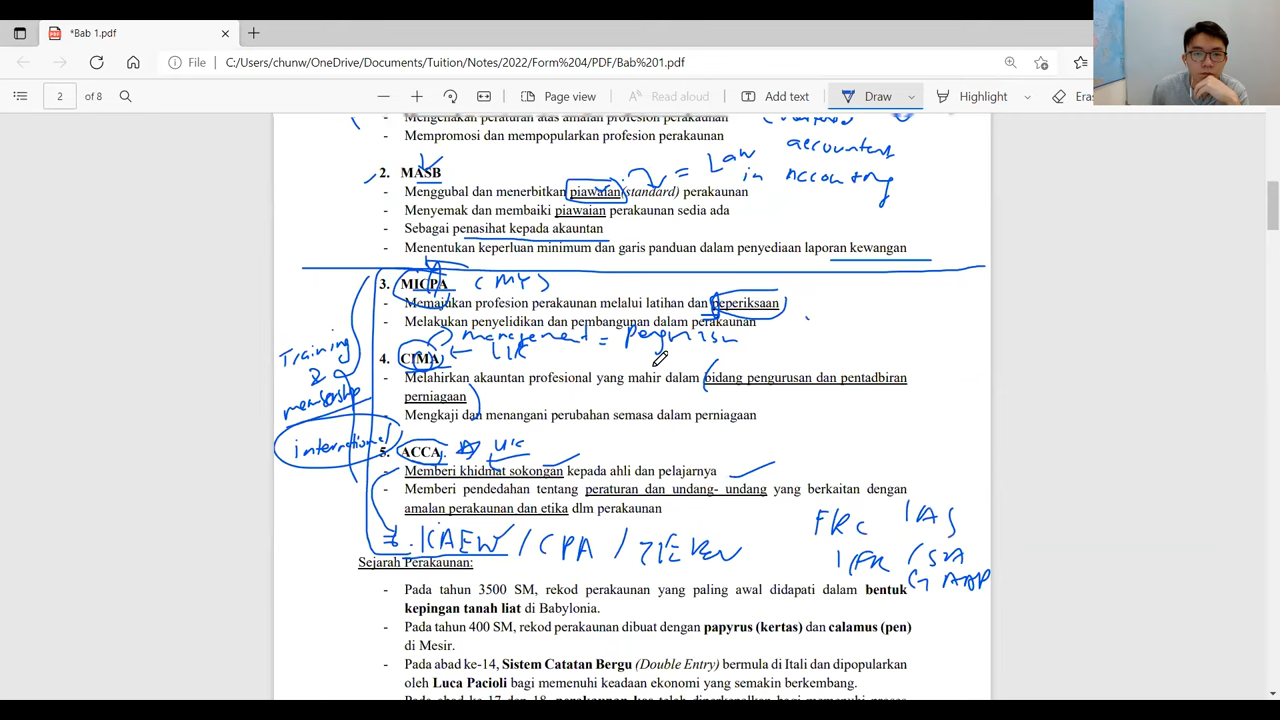 *Bab 1.pdf
File
C:/Users/chunw/OneDrive/Documents/Tuition/Notes/2022/Form%204/PDF/Bab%201.pdf
2 of 8
Page view
Read aloud
Add text
Draw
Highlight
Eras
- Mengenakan peraturan atas amalan profesion perakaunan
- Mempromosi dan mempopularkan profesion perakaunan
accountant
2. MASB
= Law in Accounting
- Menggubal dan menerbitkan piawaian (standard) perakaunan
- Menyemak dan membaiki piawaian perakaunan sedia ada
- Sebagai penasihat kepada akauntan
- Menentukan keperluan minimum dan garis panduan dalam penyediaan laporan kewangan
3. MICPA (MY)
- Memajukan profesion perakaunan melalui latihan dan peperiksaan
- Melakukan penyelidikan dan pembangunan dalam perakaunan
management =
4. CIMA ← UK
Training & membership
- Melahirkan akauntan profesional yang mahir dalam bidang pengurusan dan pentadbiran
perniagaan
- Mengkaji dan menangani perubahan semasa dalam perniagaan
international
5. ACCA UK
- Memberi khidmat sokongan kepada ahli dan pelajarnya
- Memberi pendedahan tentang peraturan dan undang- undang yang berkaitan dengan
amalan perakaunan dan etika dlm perakaunan
FRC IAS
6. ICAEW / CPA /
/ ISA
GAAP
Sejarah Perakaunan:
- Pada tahun 3500 SM, rekod perakaunan yang paling awal didapati dalam bentuk
kepingan tanah liat di Babylonia.
- Pada tahun 400 SM, rekod perakaunan dibuat dengan papyrus (kertas) dan calamus (pen)
di Mesir.
- Pada abad ke-14, Sistem Catatan Bergu (Double Entry) bermula di Itali dan dipopularkan
oleh Luca Pacioli bagi memenuhi keadaan ekonomi yang semakin berkembang.